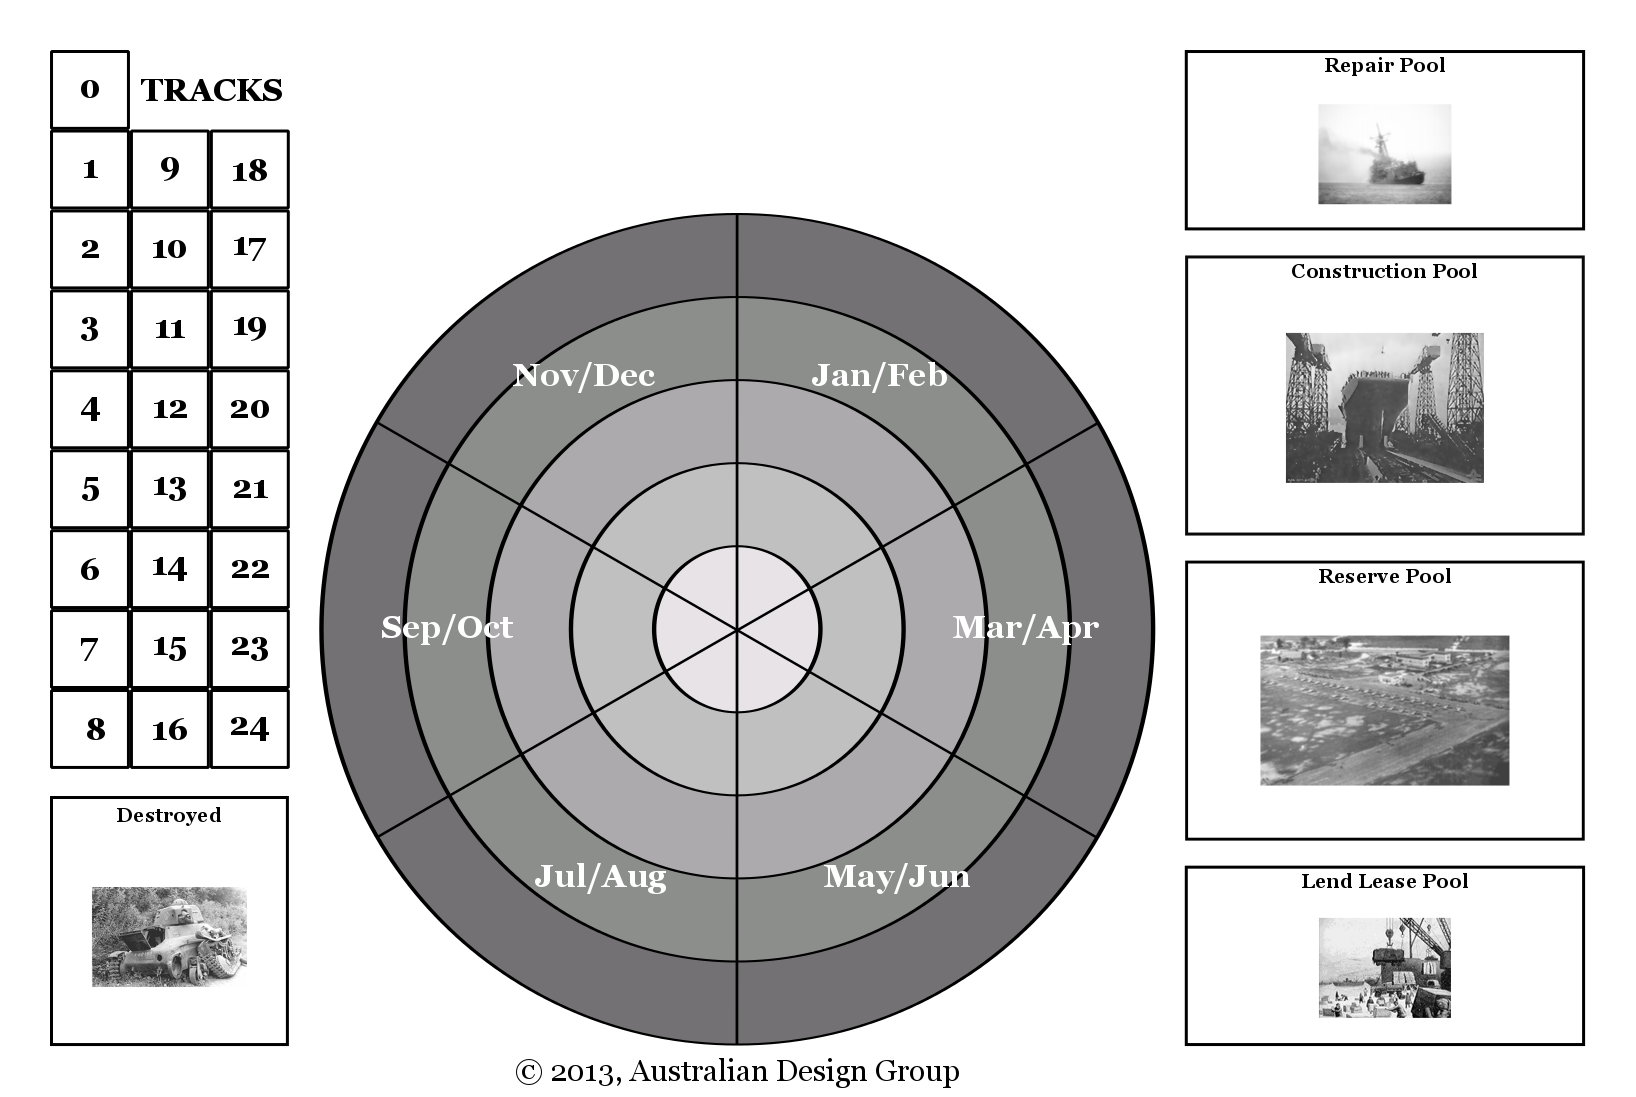 0 TRACKS
1 9 18
2 10 17
3 11 19
4 12 20
5 13 21
6 14 22
7 15 23
8 16 24
Destroyed
Nov/Dec Jan/Feb
Sep/Oct Mar/Apr
Jul/Aug May/Jun
© 2013, Australian Design Group
Repair Pool
Construction Pool
Reserve Pool
Lend Lease Pool